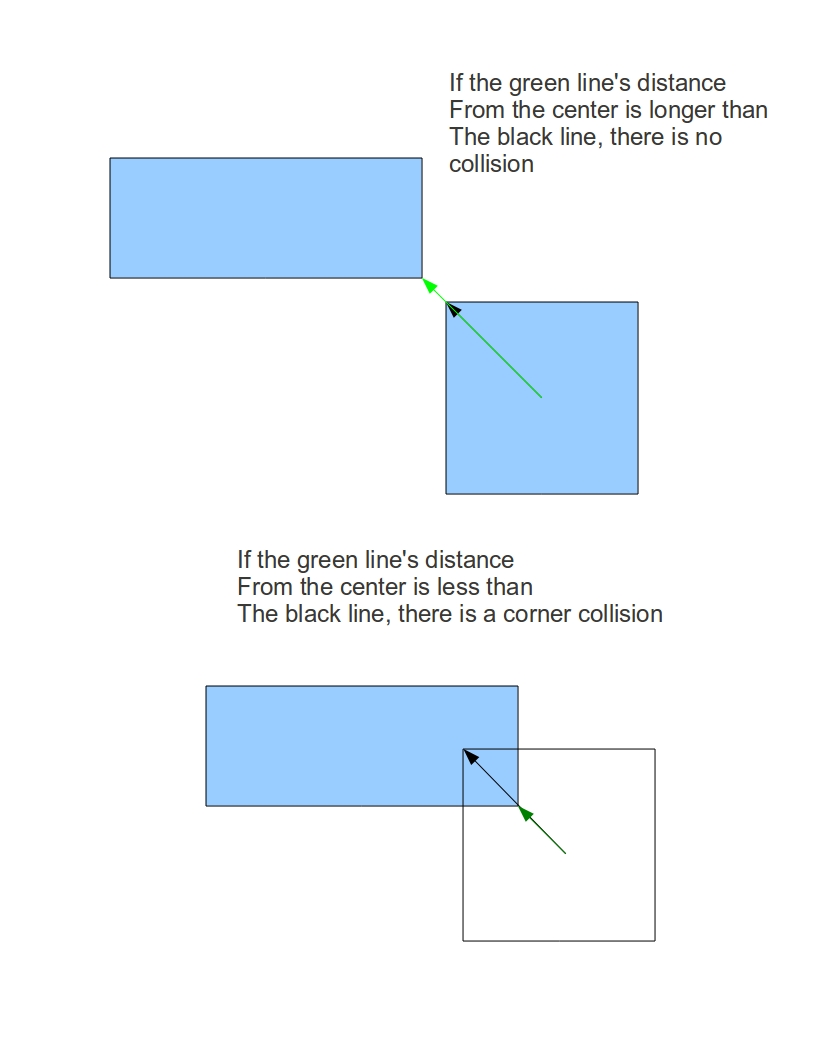 If the green line's distance
From the center is longer than
The black line, there is no
collision
If the green line's distance
From the center is less than
The black line, there is a corner collision